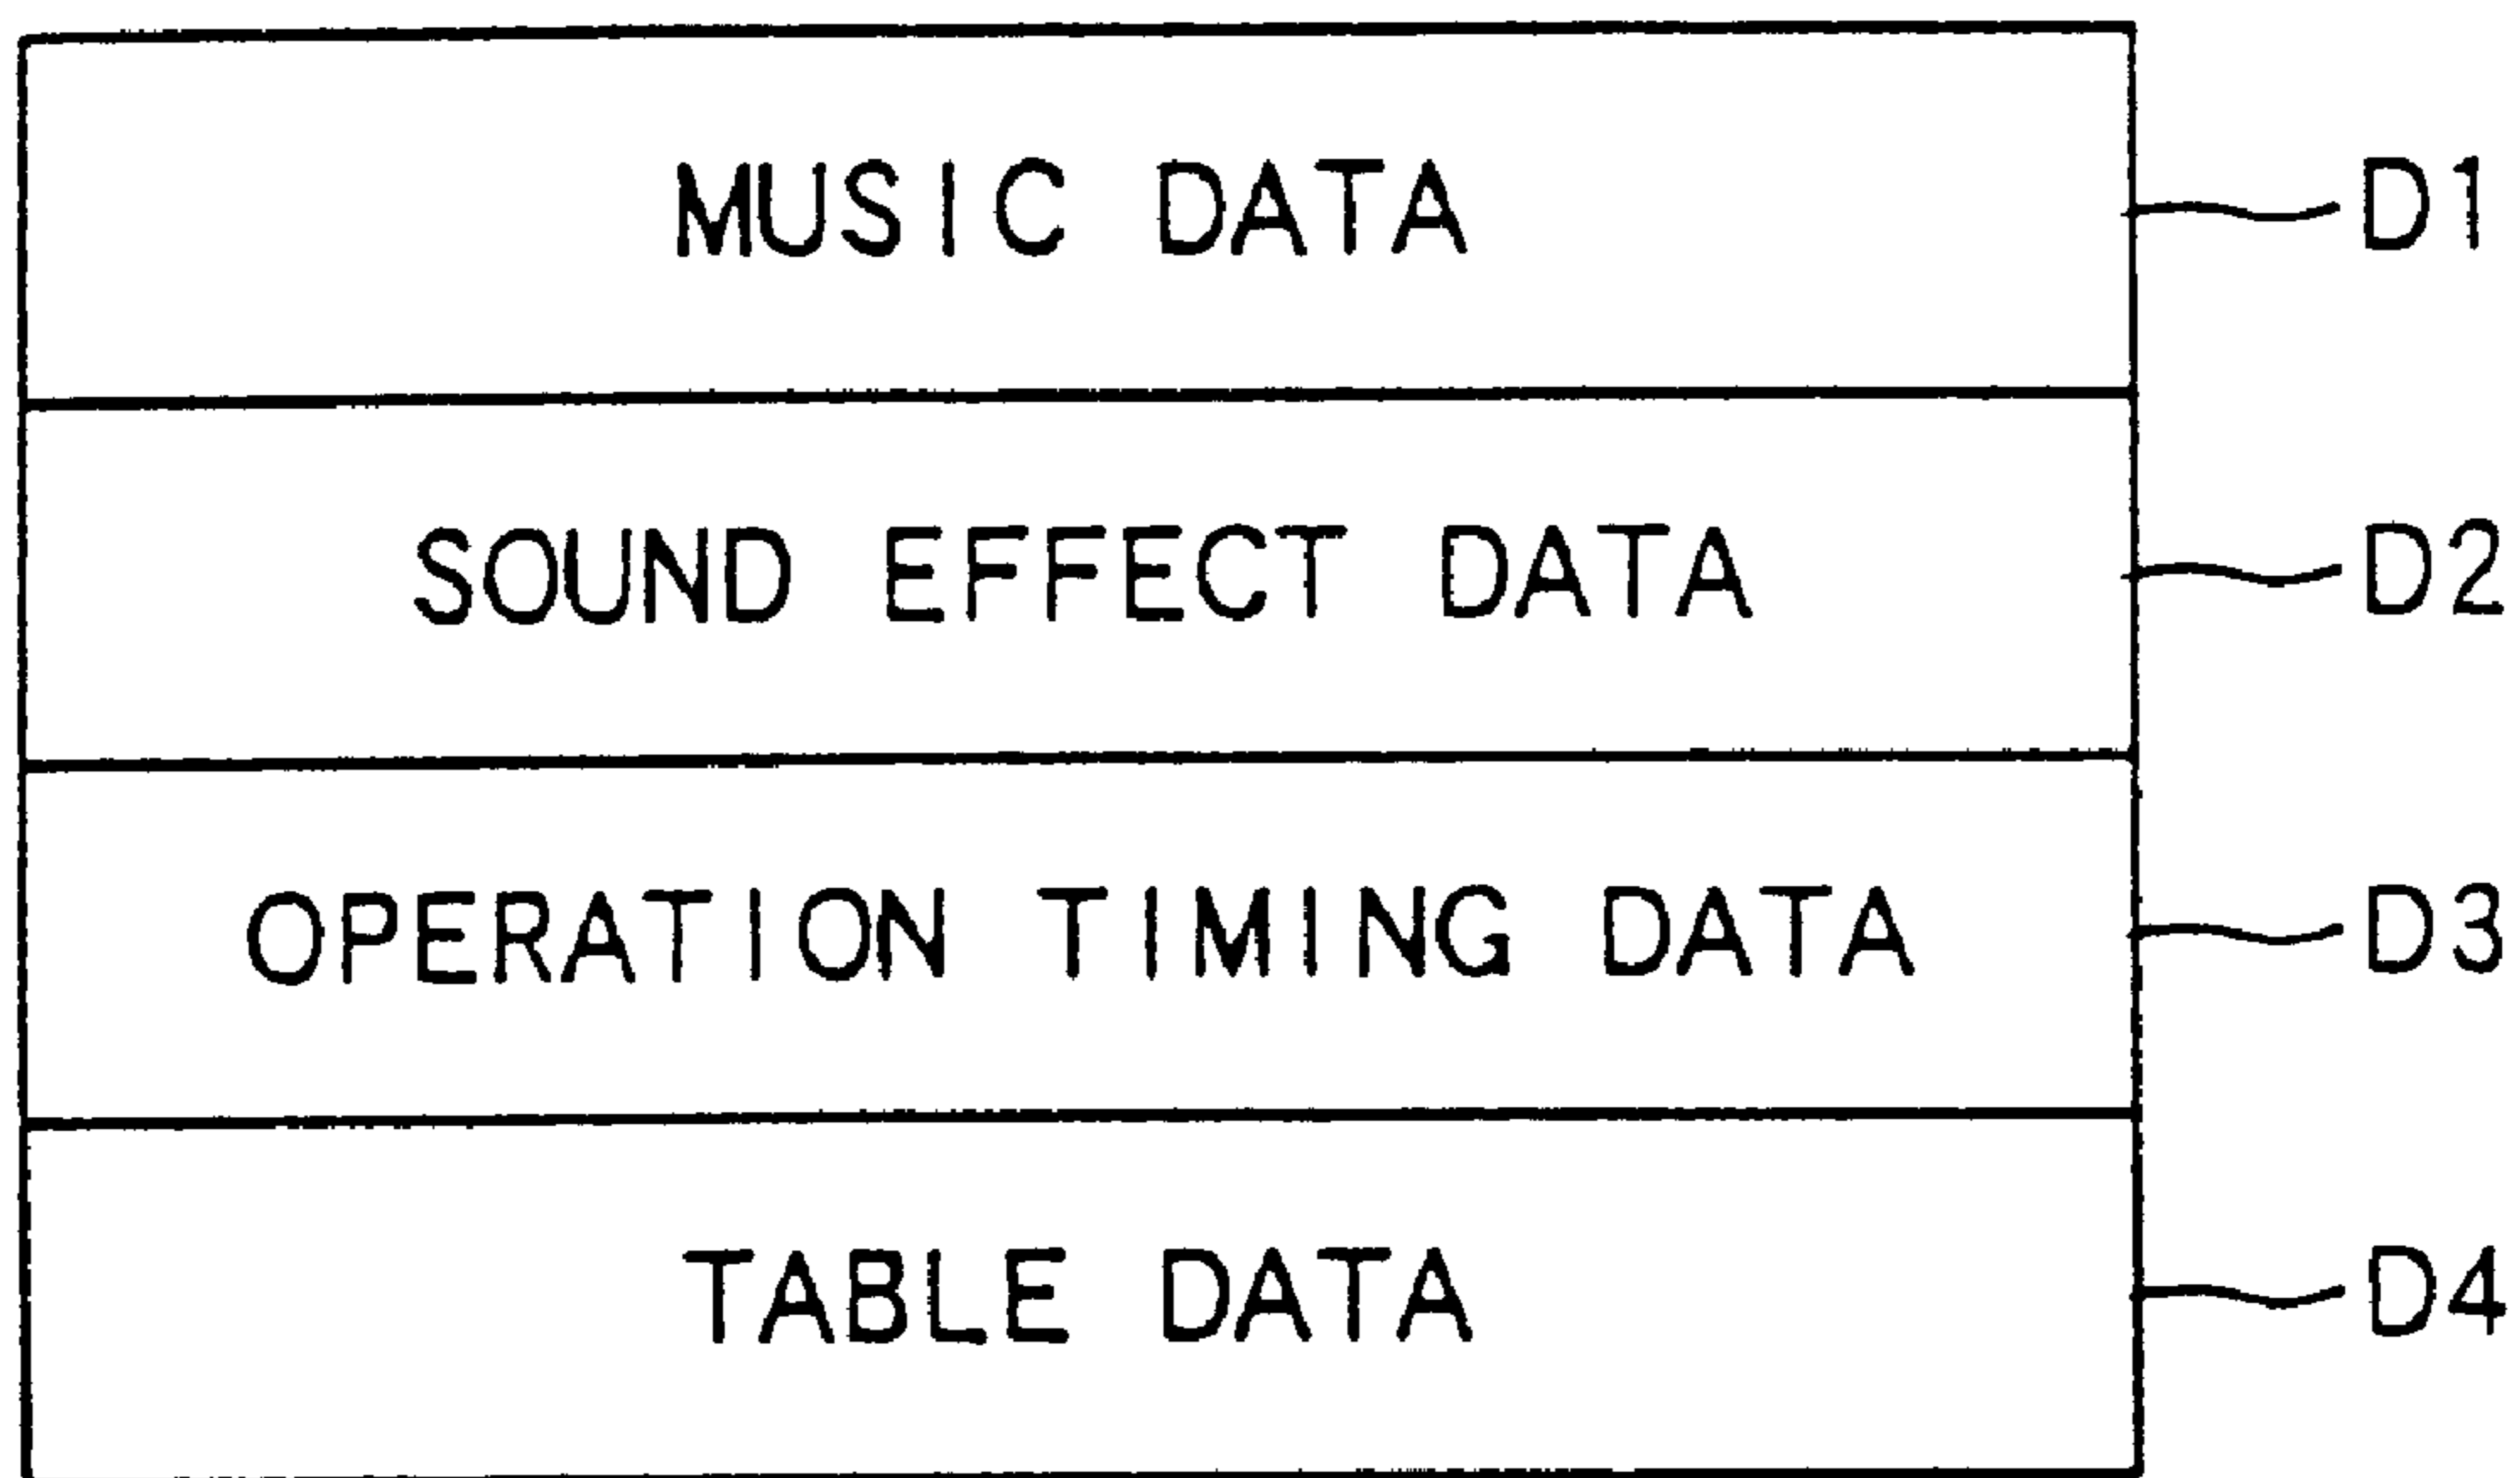 MUSIC DATA D1
SOUND EFFECT DATA D2
OPERATION TIMING DATA D3
TABLE DATA D4